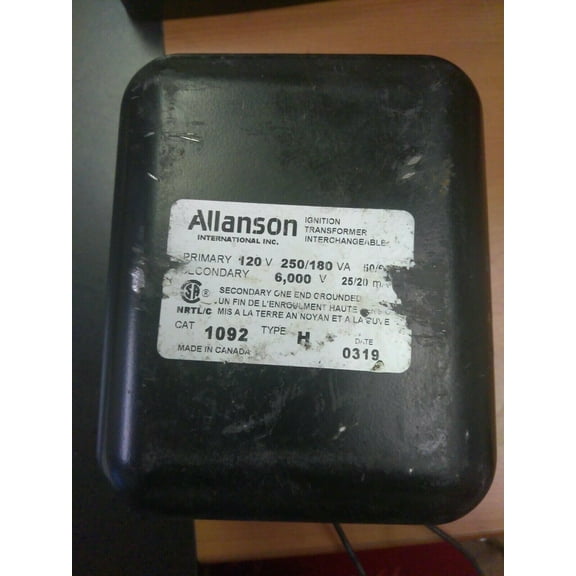 Allanson
INTERNATIONAL INC.
IGNITION
TRANSFORMER
INTERCHANGEABLE
PRIMARY 120 V 250/180 VA
SECONDARY 6,000 V 25/20 m
SECONDARY ONE END GROUNDED
UN FIN DE L'ENROULMENT HAUTE
NRTL/C MIS A LA TERRE AN NOYAN ET A LA CUVE
CAT 1092 TYPE H DATE 0319
MADE IN CANADA